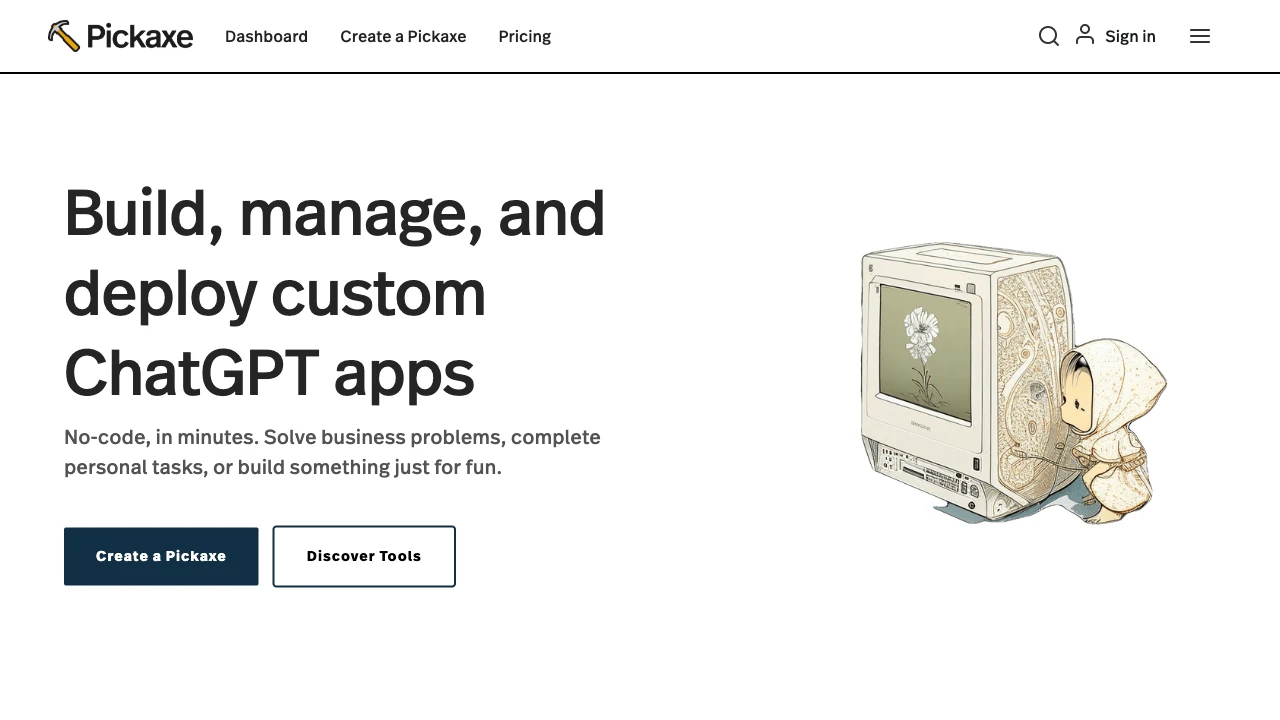 Pickaxe
Dashboard
Create a Pickaxe
Pricing
Sign in
Build, manage, and
deploy custom
ChatGPT apps
No-code, in minutes. Solve business problems, complete
personal tasks, or build something just for fun.
Create a Pickaxe
Discover Tools